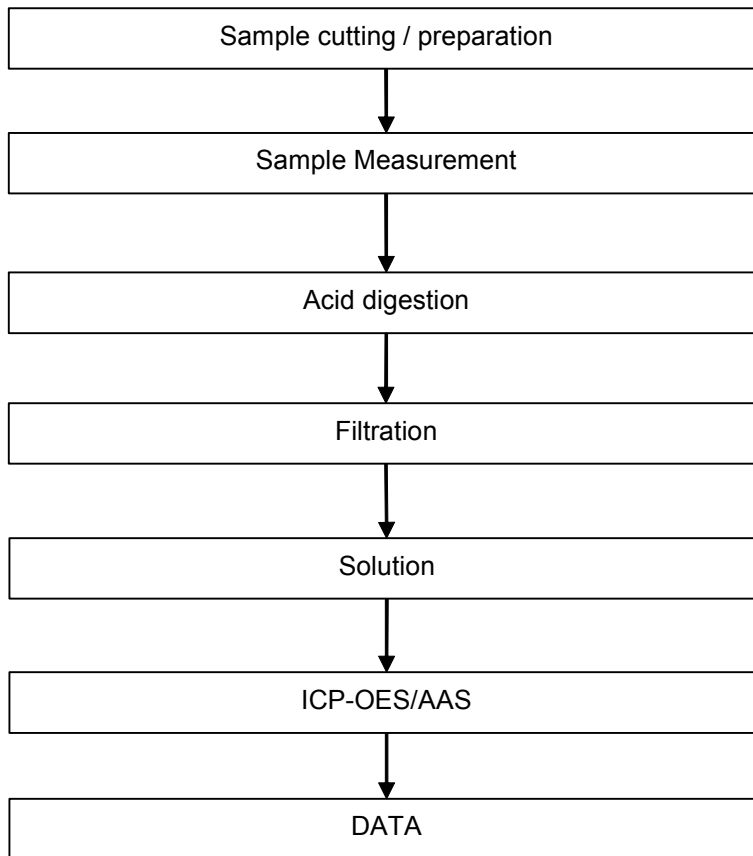 Sample cutting / preparation
Sample Measurement
Acid digestion
Filtration
Solution
ICP-OES/AAS
DATA